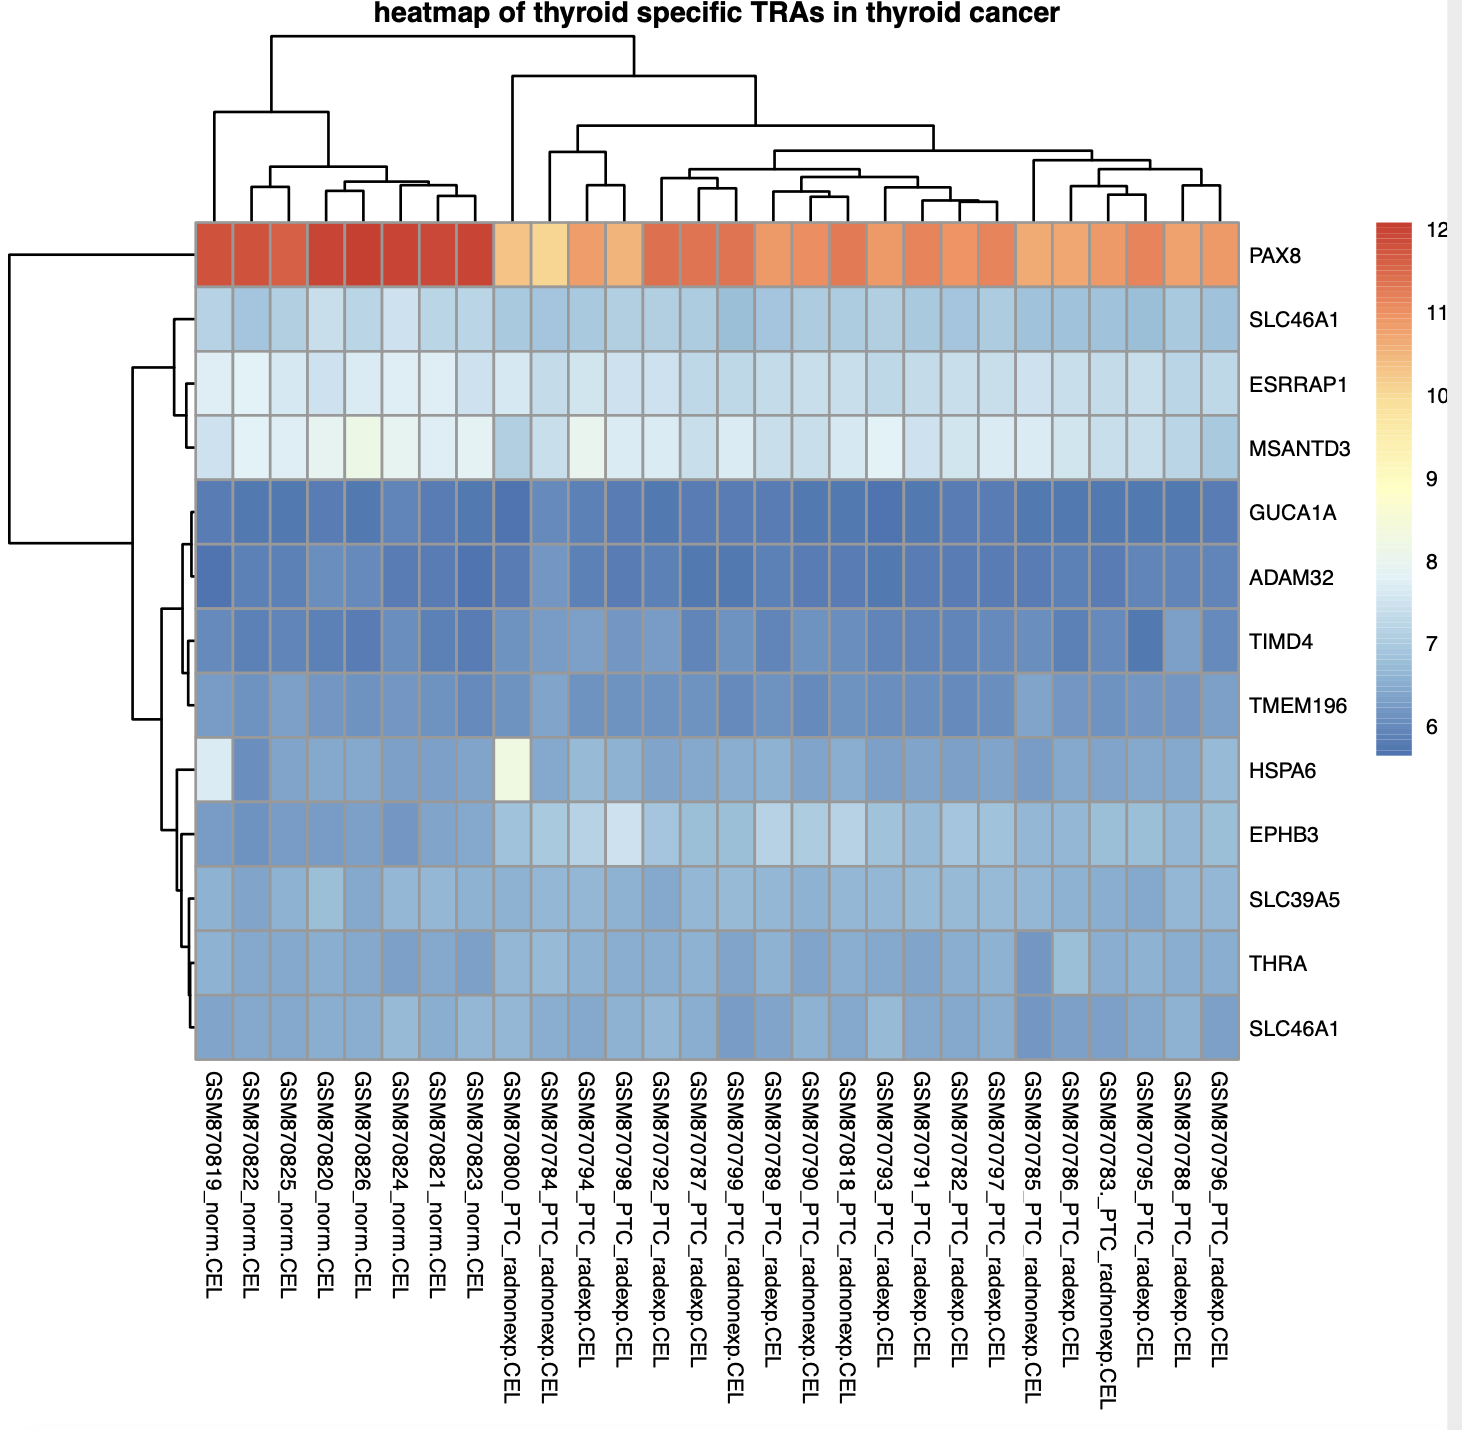 heatmap of thyroid specific TRAs in thyroid cancer
12
11
10
9
8
7
6
PAX8
SLC46A1
ESRRAP1
MSANTD3
GUCA1A
ADAM32
TIMD4
TMEM196
HSPA6
EPHB3
SLC39A5
THRA
SLC46A1
GSM870819_norm.CEL
GSM870822_norm.CEL
GSM870825_norm.CEL
GSM870820_norm.CEL
GSM870826_norm.CEL
GSM870824_norm.CEL
GSM870821_norm.CEL
GSM870823_norm.CEL
GSM870800_PTC_radnonexp.CEL
GSM870784_PTC_radnonexp.CEL
GSM870794_PTC_radexp.CEL
GSM870798_PTC_radexp.CEL
GSM870792_PTC_radexp.CEL
GSM870787_PTC_radexp.CEL
GSM870799_PTC_radnonexp.CEL
GSM870789_PTC_radexp.CEL
GSM870790_PTC_radnonexp.CEL
GSM870818_PTC_radnonexp.CEL
GSM870793_PTC_radexp.CEL
GSM870791_PTC_radexp.CEL
GSM870782_PTC_radexp.CEL
GSM870797_PTC_radexp.CEL
GSM870785_PTC_radnonexp.CEL
GSM870786_PTC_radexp.CEL
GSM870783._PTC_radnonexp.CEL
GSM870795_PTC_radexp.CEL
GSM870788_PTC_radexp.CEL
GSM870796_PTC_radexp.CEL